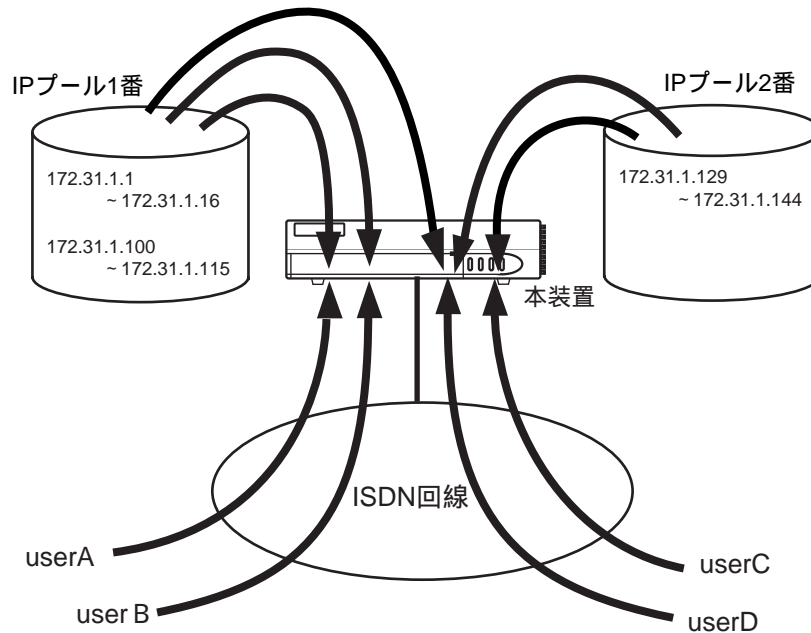 IPプール1番
172.31.1.1
~ 172.31.1.16
172.31.1.100
~ 172.31.1.115
IPプール2番
172.31.1.129
~ 172.31.1.144
本装置
ISDN回線
userA
user B
userC
userD